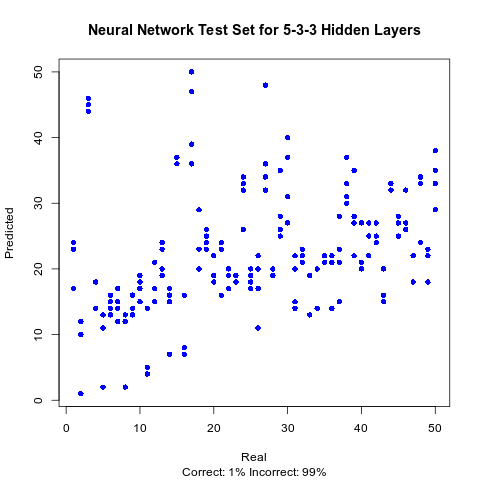 Neural Network Test Set for 5-3-3 Hidden Layers
Predicted
50
40
30
20
10
0
0 10 20 30 40 50
Real
Correct: 1% Incorrect: 99%